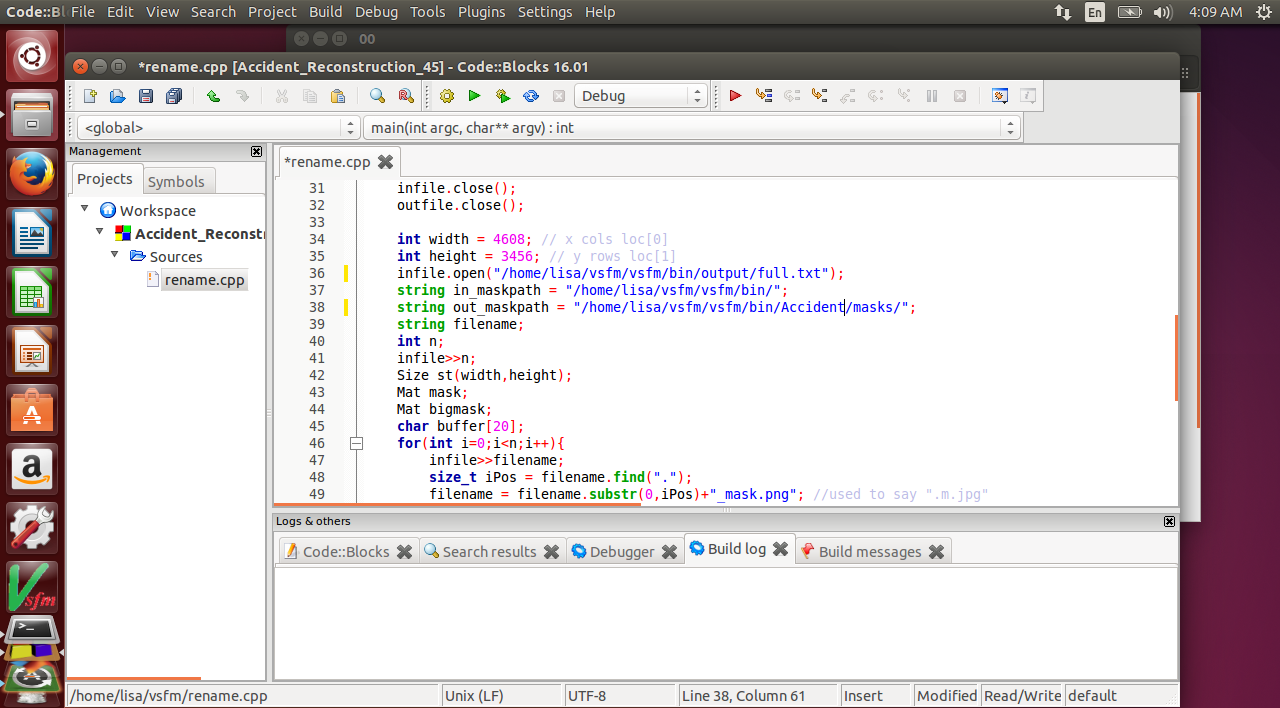 Code::Bl File Edit View Search Project Build Debug Tools Plugins Settings Help En 4:09 AM
00
*rename.cpp [Accident_Reconstruction_45] - Code::Blocks 16.01
Debug
<global> main(int argc, char** argv) : int
Management
Projects Symbols
Workspace
Accident_Reconstr
Sources
rename.cpp
*rename.cpp
31 infile.close();
32 outfile.close();
33
34 int width = 4608; // x cols loc[0]
35 int height = 3456; // y rows loc[1]
36 infile.open("/home/lisa/vsfm/vsfm/bin/output/full.txt");
37 string in_maskpath = "/home/lisa/vsfm/vsfm/bin/";
38 string out_maskpath = "/home/lisa/vsfm/vsfm/bin/Accident/masks/";
39 string filename;
40 int n;
41 infile>>n;
42 Size st(width,height);
43 Mat mask;
44 Mat bigmask;
45 char buffer[20];
46 for(int i=0;i<n;i++){
47 infile>>filename;
48 size_t iPos = filename.find(".");
49 filename = filename.substr(0,iPos)+"_mask.png"; //used to say ".m.jpg"
Logs & others
Code::Blocks Search results Debugger Build log Build messages
Vsfm
/home/lisa/vsfm/rename.cpp Unix (LF) UTF-8 Line 38, Column 61 Insert Modified Read/Write default